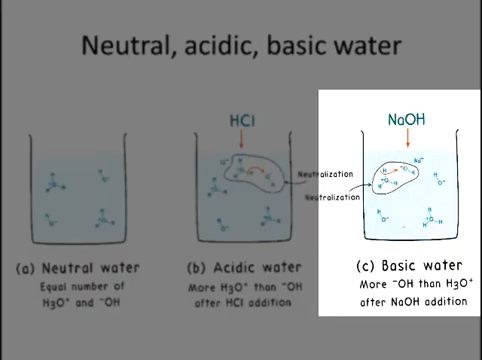 Neutral, acidic, basic water
HCl
NaOH
Neutralization
Neutralization
(a) Neutral water
Equal number of
H₃O⁺ and ⁻OH
(b) Acidic water
More H₃O⁺ than ⁻OH
after HCl addition
(c) Basic water
More ⁻OH than H₃O⁺
after NaOH addition